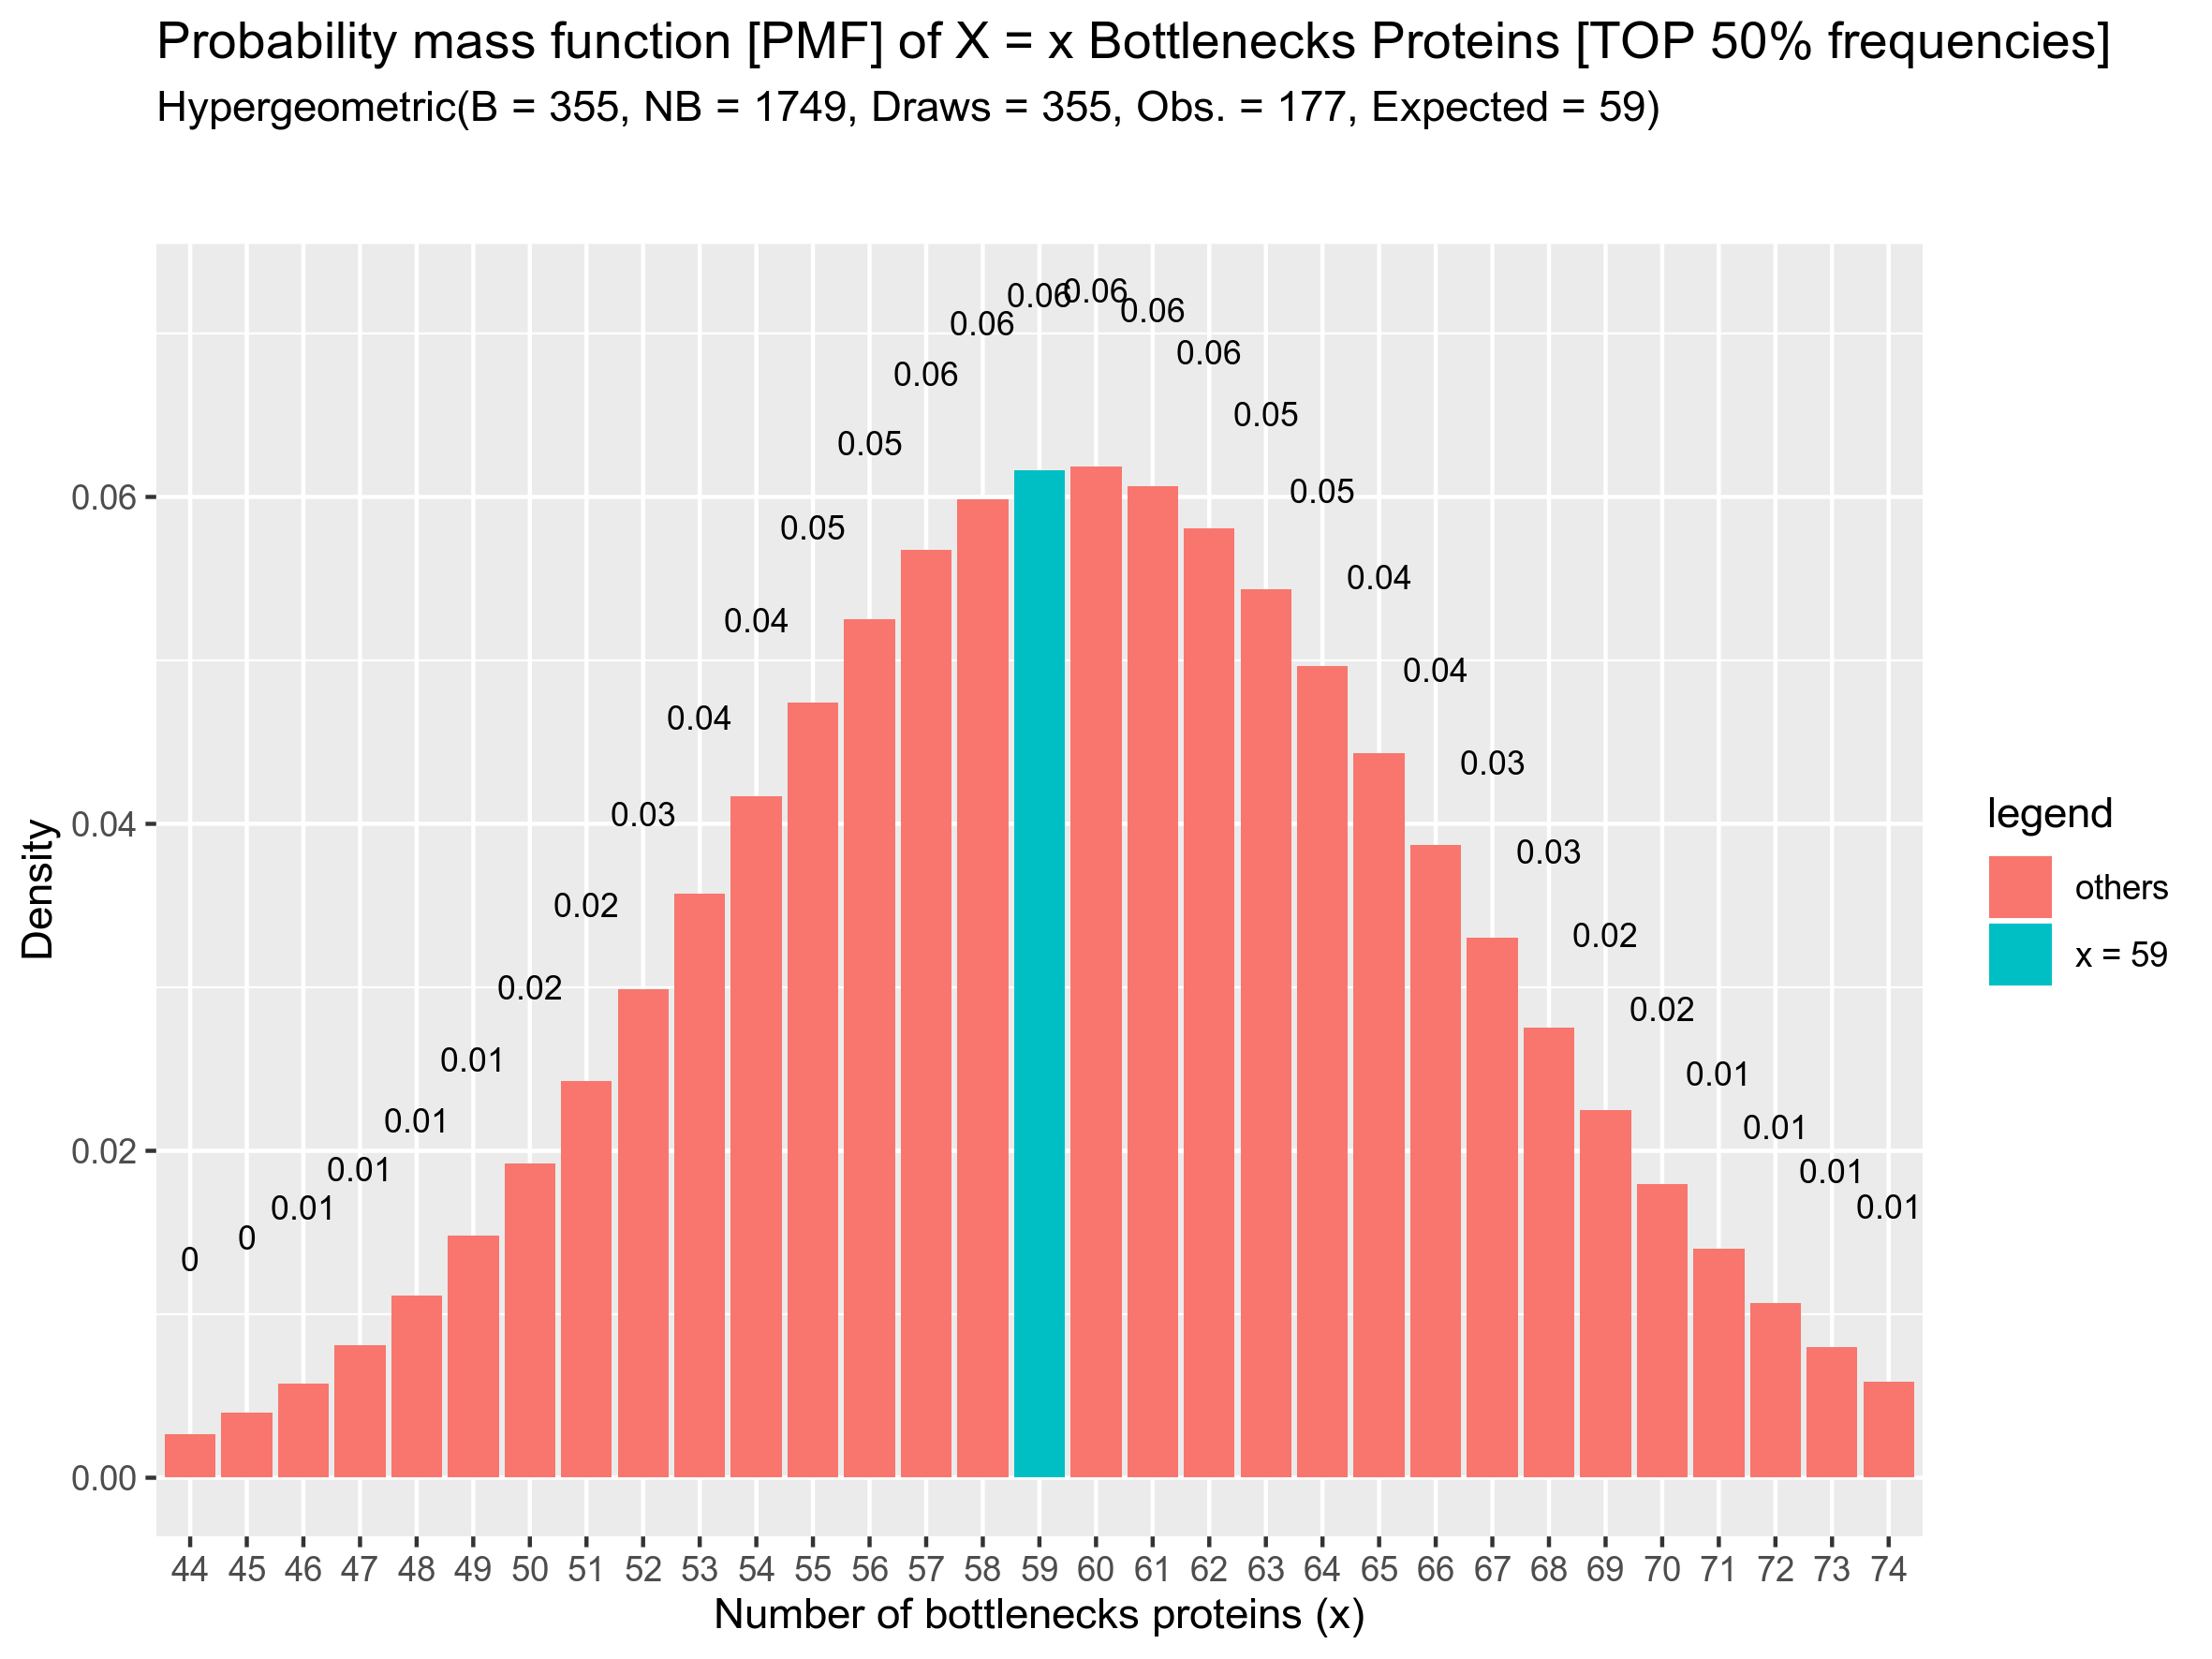 Probability mass function [PMF] of X = x Bottlenecks Proteins [TOP 50% frequencies]
Hypergeometric(B = 355, NB = 1749, Draws = 355, Obs. = 177, Expected = 59)
0 0 0.01 0.01 0.01 0.01 0.02 0.02 0.03 0.04 0.04 0.05 0.05 0.06 0.06 0.06 0.06 0.06 0.06 0.05 0.05 0.04 0.04 0.03 0.03 0.02 0.02 0.01 0.01 0.01 0.01
0.06
0.04
0.02
0.00
Density
44 45 46 47 48 49 50 51 52 53 54 55 56 57 58 59 60 61 62 63 64 65 66 67 68 69 70 71 72 73 74
Number of bottlenecks proteins (x)
legend
others
x = 59